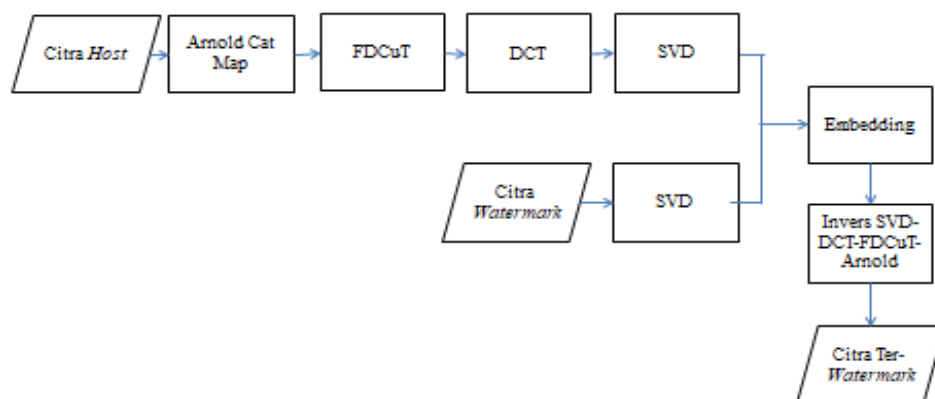 Citra Host
Arnold Cat
Map
FDCuT
DCT
SVD
Embedding
Citra
Watermark
SVD
Invers SVD-
DCT-FDCuT-
Arnold
Citra Ter-
Watermark